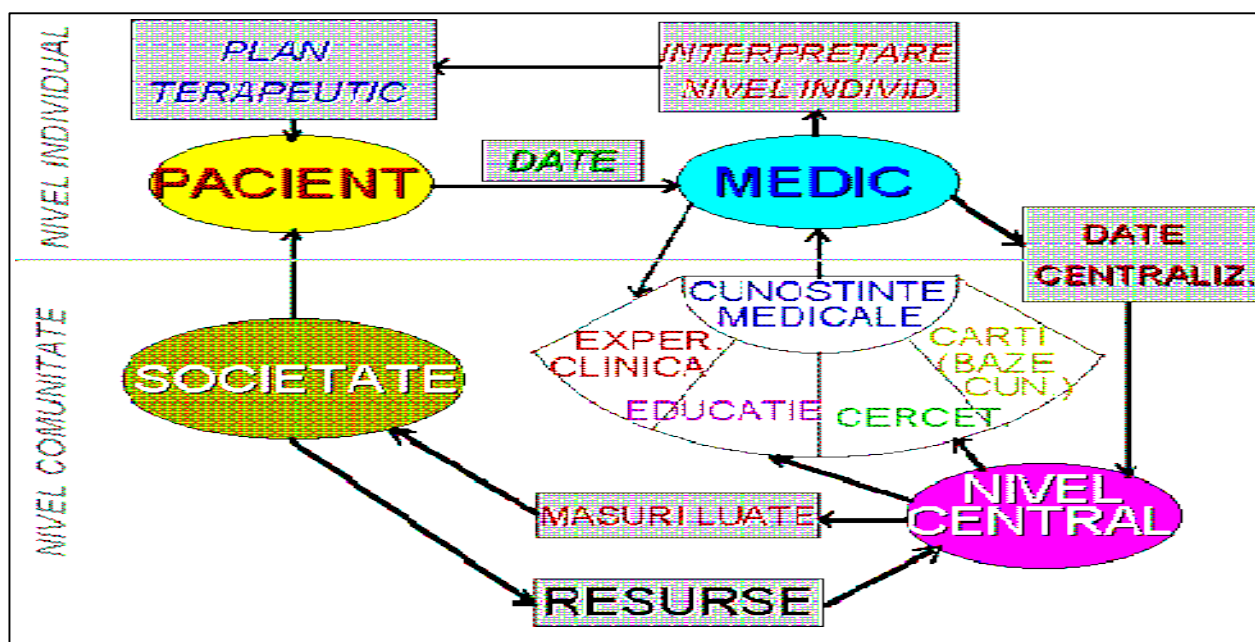 PLAN
TERAPEUTIC
INTERPRETARE
NIVEL INDIVID.
NIVEL INDIVIDUAL
PACIENT
DATE
MEDIC
DATE
CENTRALIZ.
CUNOSTINTE
MEDICALE
EXPER.
CLINICA
EDUCATIE
CERCET
CARTI
(BAZE
CUN.)
NIVEL COMUNITATE
SOCIETATE
NIVEL
CENTRAL
MASURI LUATE
RESURSE